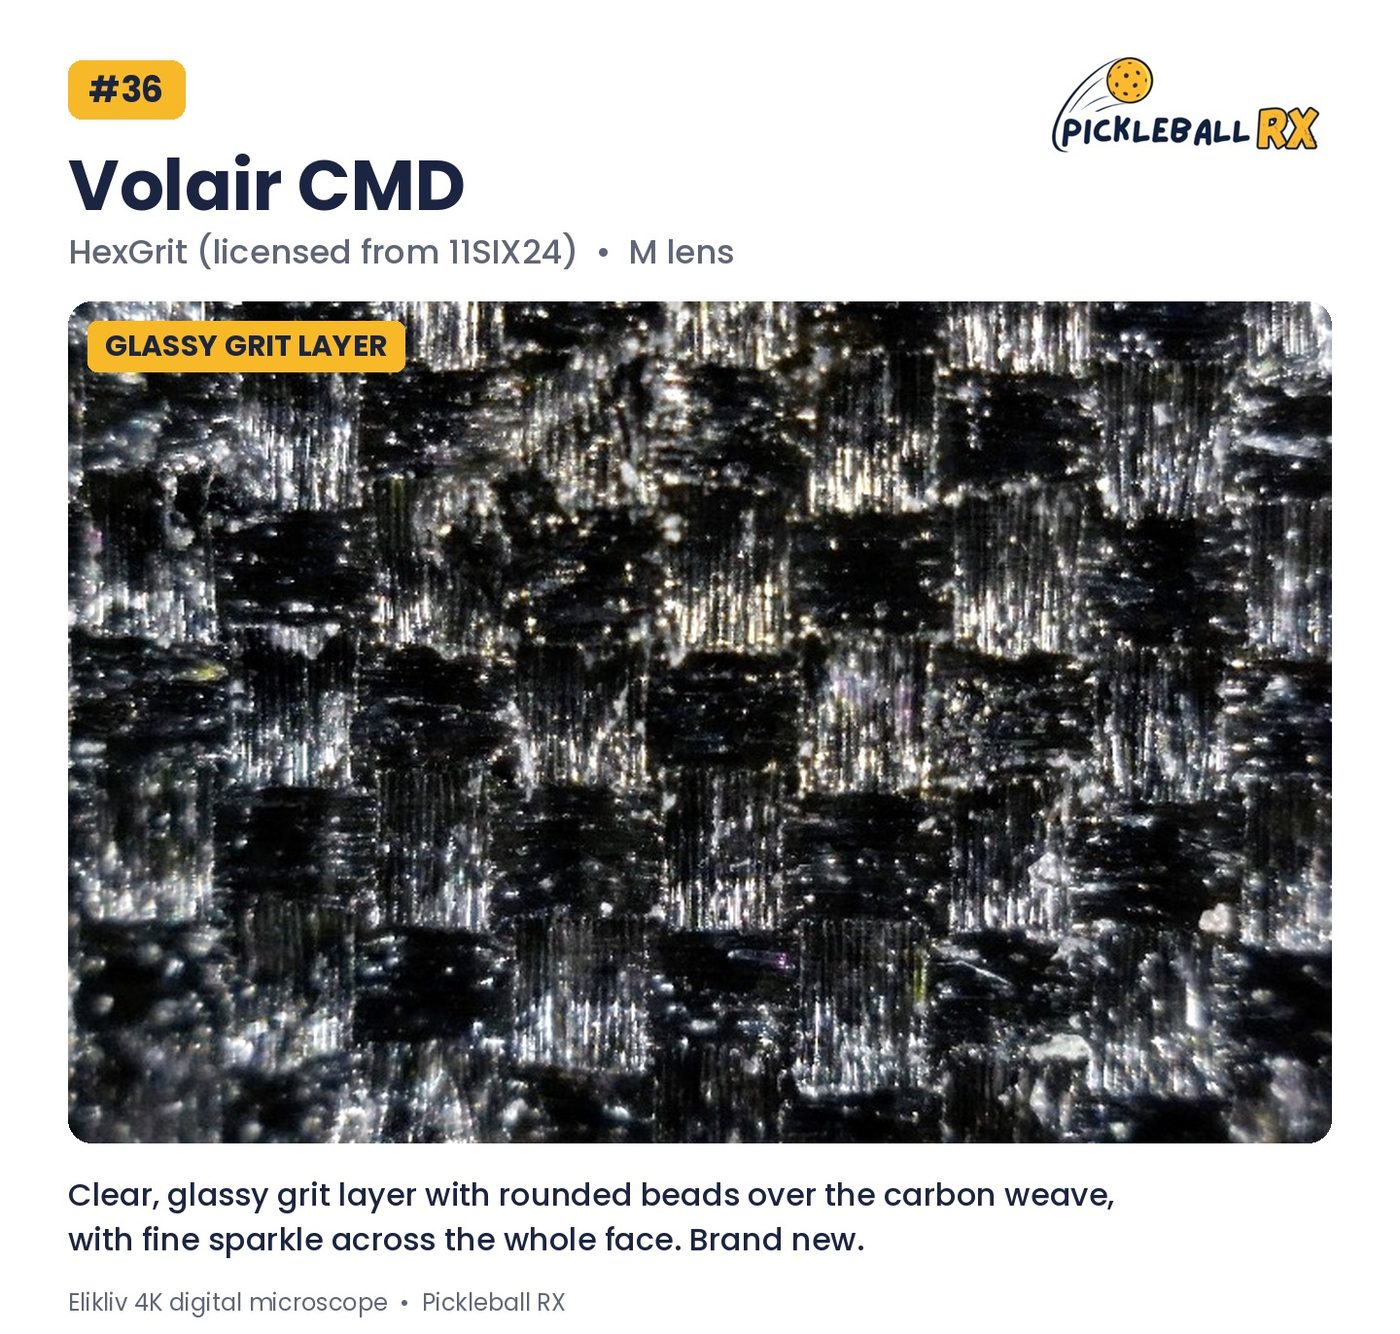 #36
PICKLEBALL RX
Volair CMD
HexGrit (licensed from 11SIX24) • M lens
GLASSY GRIT LAYER
Clear, glassy grit layer with rounded beads over the carbon weave,
with fine sparkle across the whole face. Brand new.
Elikliv 4K digital microscope • Pickleball RX